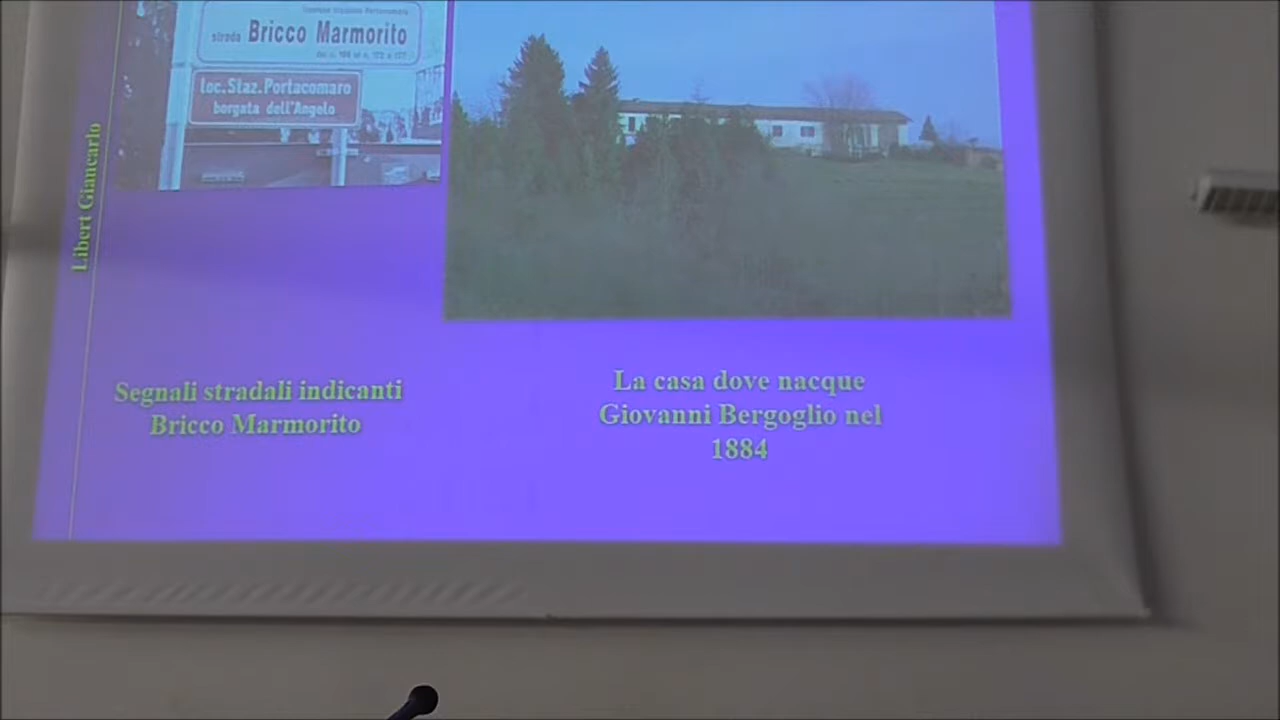 strada Bricco Marmorito
loc.Staz.Portacomaro
borgata dell'Angelo
Libert Giancarlo
Segnali stradali indicanti
Bricco Marmorito
La casa dove nacque
Giovanni Bergoglio nel
1884